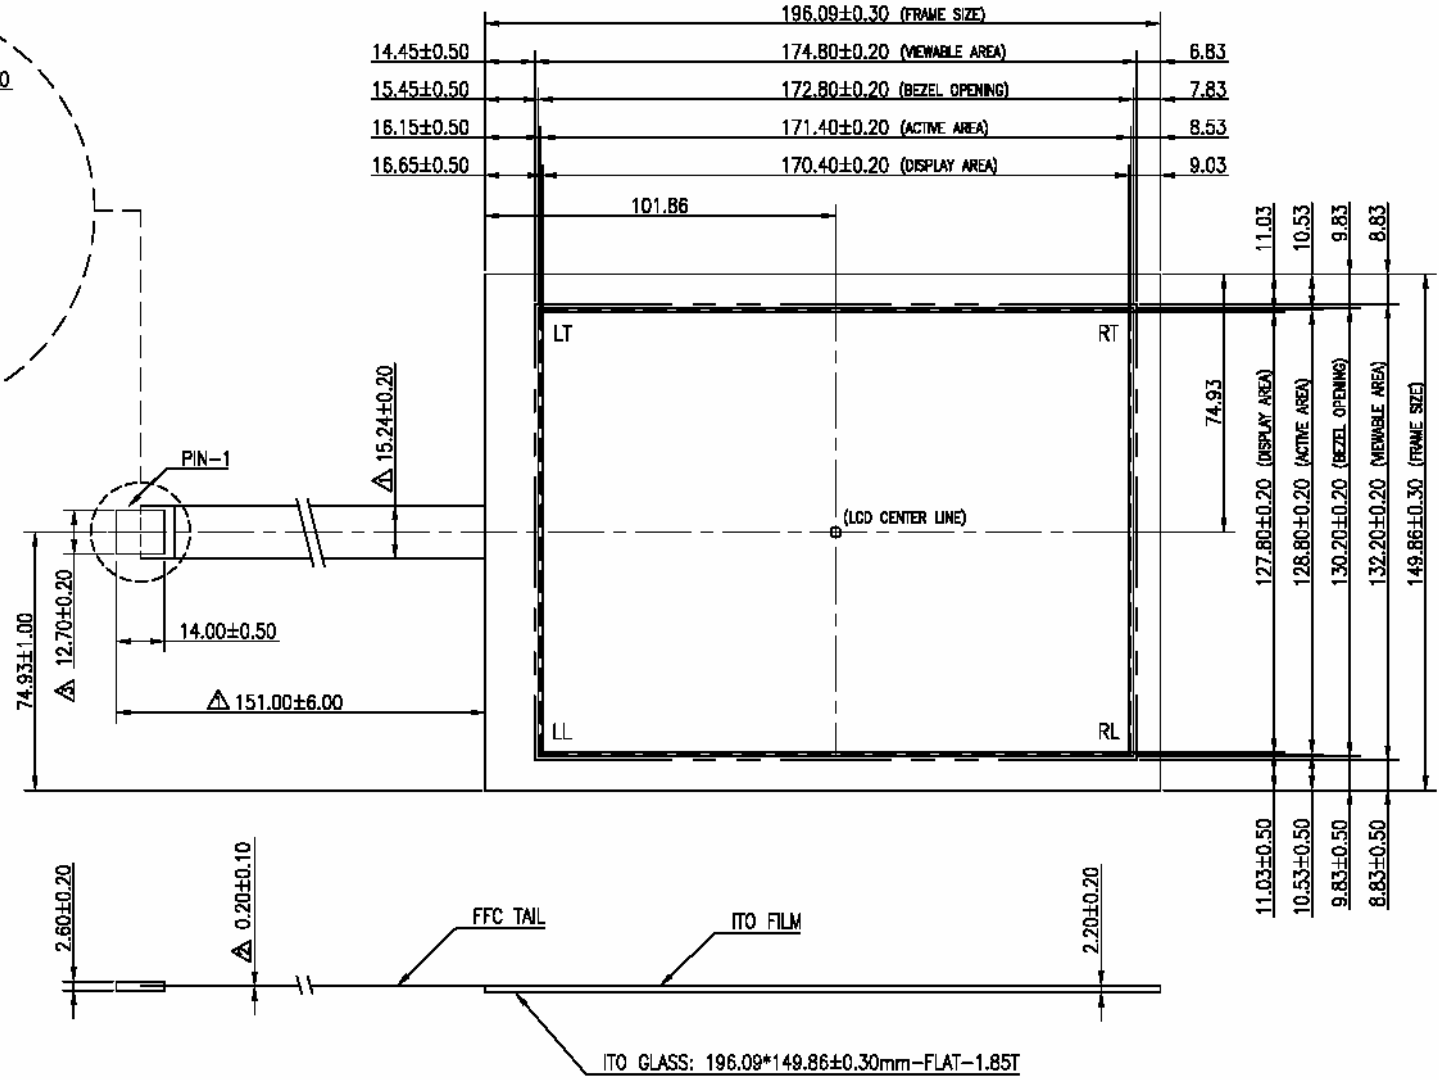 196.09±0.30 (FRAME SIZE)
14.45±0.50 174.80±0.20 (VIEWABLE AREA) 6.83
15.45±0.50 172.80±0.20 (BEZEL OPENING) 7.83
16.15±0.50 171.40±0.20 (ACTIVE AREA) 8.53
16.65±0.50 170.40±0.20 (DISPLAY AREA) 9.03
101.86
11.03
10.53
9.83
8.83
LT
RT
74.93
127.80±0.20 (DISPLAY AREA)
128.80±0.20 (ACTIVE AREA)
130.20±0.20 (BEZEL OPENING)
132.20±0.20 (VIEWABLE AREA)
149.86±0.30 (FRAME SIZE)
15.24±0.20
PIN-1
(LCD CENTER LINE)
74.93±1.00
12.70±0.20
14.00±0.50
151.00±6.00
LL
RL
11.03±0.50
10.53±0.50
9.83±0.50
8.83±0.50
2.60±0.20
0.20±0.10
FFC TAIL
ITO FILM
2.20±0.20
ITO GLASS: 196.09*149.86±0.30mm-FLAT-1.85T